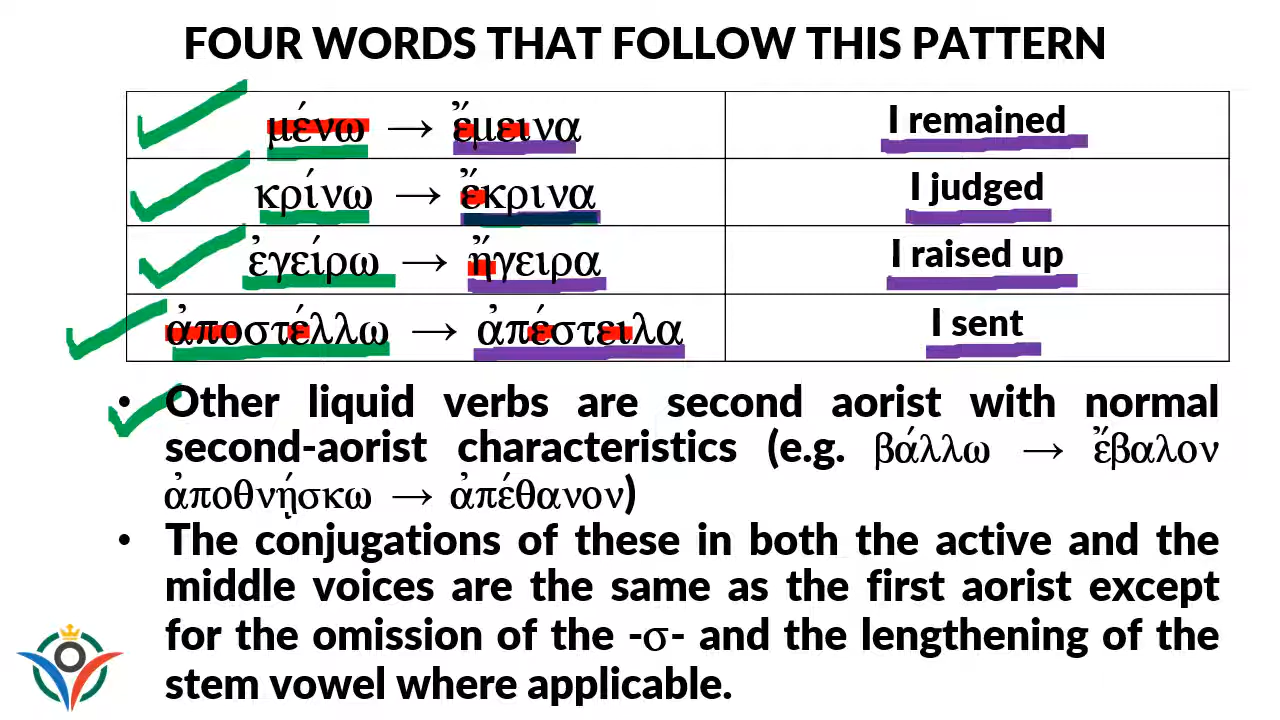 FOUR WORDS THAT FOLLOW THIS PATTERN
μένω → ἔμεινα I remained
κρίνω → ἔκρινα I judged
ἐγείρω → ἤγειρα I raised up
ἀποστέλλω → ἀπέστειλα I sent
• Other liquid verbs are second aorist with normal
second-aorist characteristics (e.g. βάλλω → ἔβαλον
ἀποθνῄσκω → ἀπέθανον)
• The conjugations of these in both the active and the
middle voices are the same as the first aorist except
for the omission of the -σ- and the lengthening of the
stem vowel where applicable.